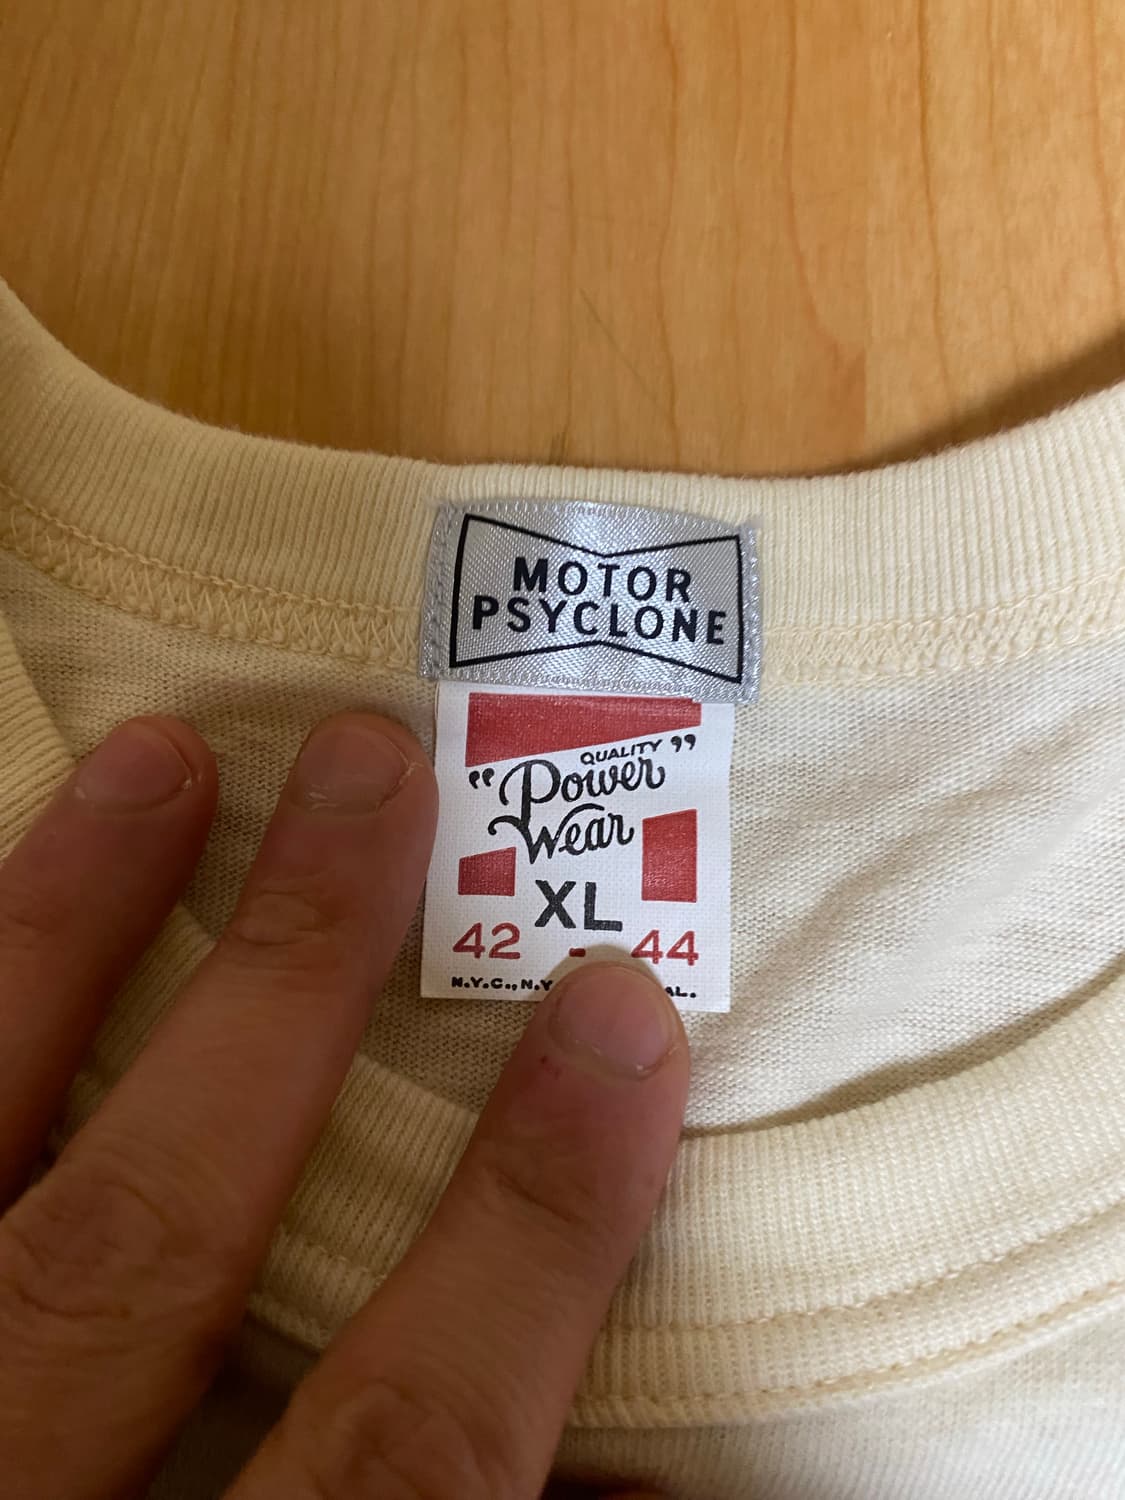 MOTOR
PSYCLONE
QUALITY ”
“Power
Wear
XL
42 - 44
N.Y.C., N.Y